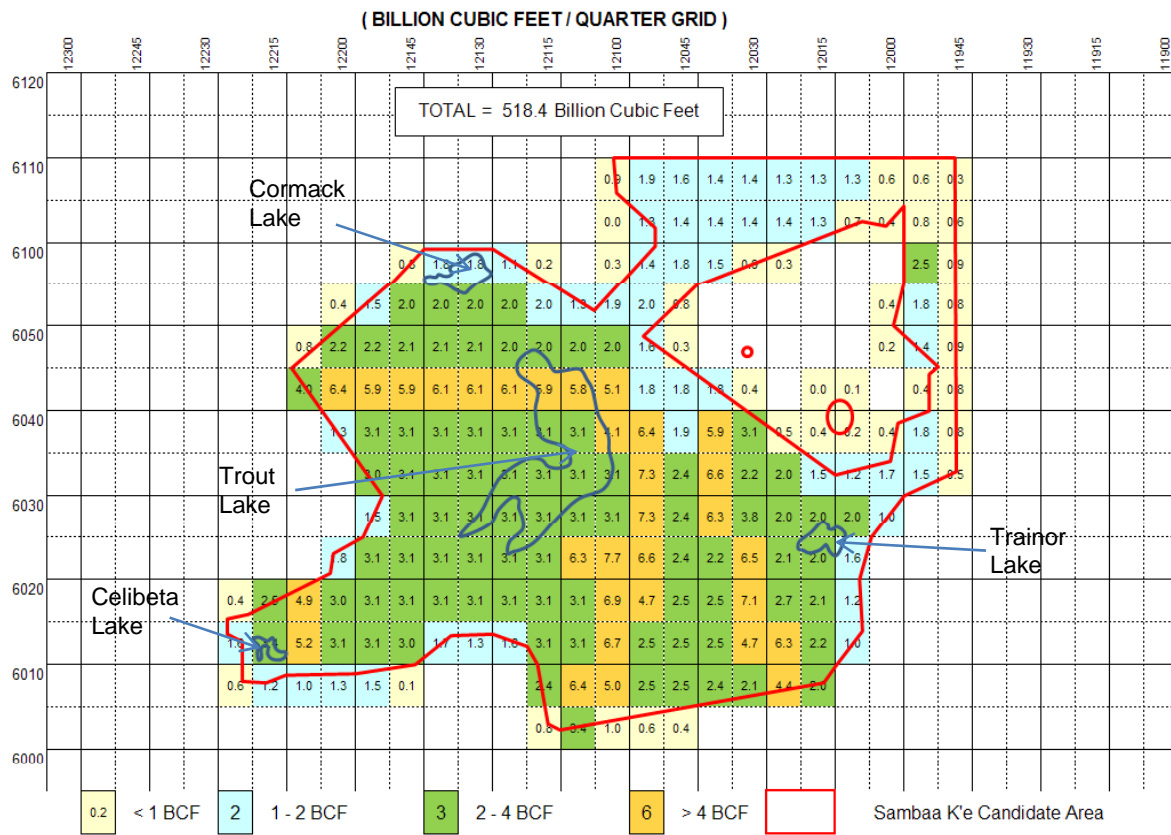 ( BILLION CUBIC FEET / QUARTER GRID )
12300 12245 12230 12215 12200 12145 12130 12115 12100 12045 12030 12015 12000 11945 11930 11915 11900
6120
TOTAL = 518.4 Billion Cubic Feet
6110
0.9 1.9 1.6 1.4 1.4 1.3 1.3 1.3 0.6 0.6 0.3
Cormack
Lake
0.0 1.3 1.4 1.4 1.4 1.4 1.3 0.7 0.4 0.8 0.6
6100
0.8 1.8 1.8 1.1 0.2 0.3 1.4 1.8 1.5 0.8 0.3 2.5 0.9
0.4 1.5 2.0 2.0 2.0 2.0 2.0 1.9 1.9 2.0 0.8 0.4 1.8 0.8
6050
0.8 2.2 2.2 2.1 2.1 2.1 2.0 2.0 2.0 2.0 1.6 0.3 0.2 1.4 0.9
4.0 6.4 5.9 5.9 6.1 6.1 6.1 5.9 5.8 5.1 1.8 1.8 1.8 0.4 0.0 0.1 0.4 0.8
6040
1.3 3.1 3.1 3.1 3.1 3.1 3.1 3.1 4.1 6.4 1.9 5.9 3.1 0.5 0.4 0.2 0.4 1.8 0.8
Trout
Lake
3.0 3.1 3.1 3.1 3.1 3.1 3.1 3.1 7.3 2.4 6.6 2.2 2.0 1.5 1.2 1.7 1.5 0.5
6030
1.5 3.1 3.1 3.1 3.1 3.1 3.1 3.1 7.3 2.4 6.3 3.8 2.0 2.0 2.0 1.0
Trainor
Lake
.8 3.1 3.1 3.1 3.1 3.1 3.1 6.3 7.7 6.6 2.4 2.2 6.5 2.1 2.0 1.6
6020
Celibeta
Lake
0.4 2.5 4.9 3.0 3.1 3.1 3.1 3.1 3.1 3.1 3.1 6.9 4.7 2.5 2.5 7.1 2.7 2.1 1.2
1.6 5.2 3.1 3.1 3.0 1.7 1.3 1.6 3.1 3.1 6.7 2.5 2.5 2.5 4.7 6.3 2.2 1.0
6010
0.6 1.2 1.0 1.3 1.5 0.1 2.4 6.4 5.0 2.5 2.5 2.4 2.1 4.4 2.0
0.8 3.4 1.0 0.6 0.4
6000
0.2 < 1 BCF 2 1 - 2 BCF 3 2 - 4 BCF 6 > 4 BCF Sambaa K'e Candidate Area